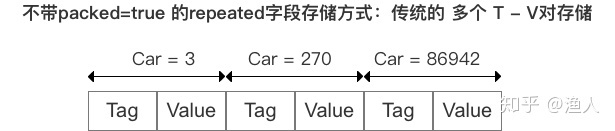 不带packed=true 的repeated字段存储方式：传统的 多个 T – V对存储
Car = 3 Car = 270 Car = 86942
Tag Value Tag Value Tag Value
知乎 @渔人